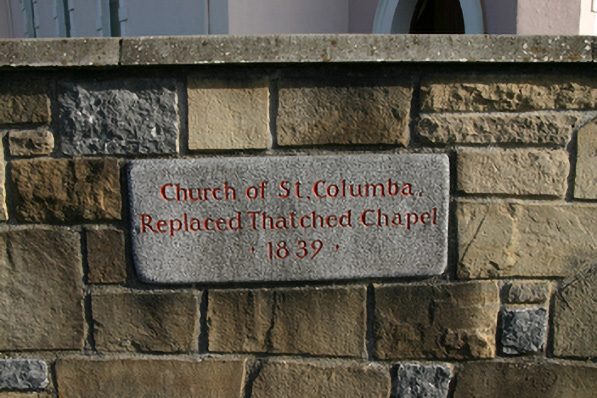 Church of St. Columba.
Replaced Thatched Chapel
· 1839 ·